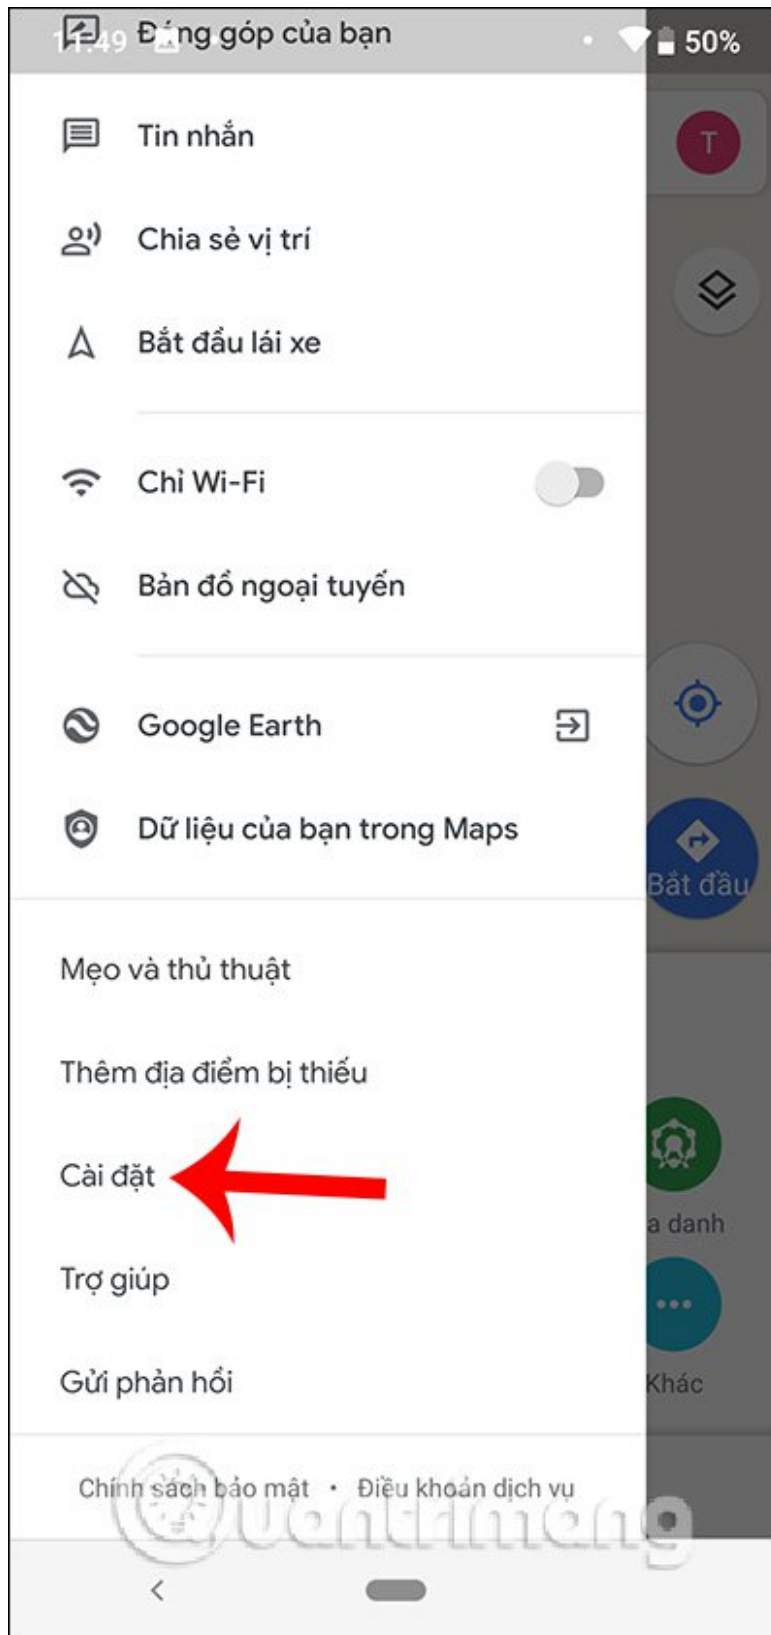 Đóng góp của bạn
11:49
50%
Tin nhắn
T
Chia sẻ vị trí
Bắt đầu lái xe
Chỉ Wi-Fi
Bản đồ ngoại tuyến
Google Earth
Dữ liệu của bạn trong Maps
Bắt đầu
Mẹo và thủ thuật
Thêm địa điểm bị thiếu
Cài đặt
a danh
Trợ giúp
Gửi phản hồi
Khác
Chính sách bảo mật • Điều khoản dịch vụ
Quantrimang